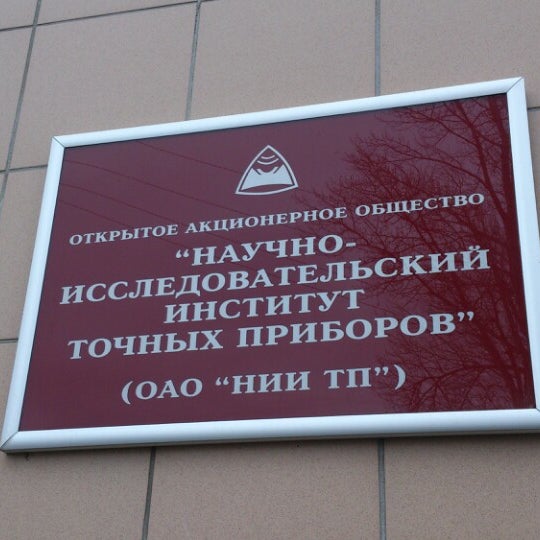 ОТКРЫТОЕ АКЦИОНЕРНОЕ ОБЩЕСТВО
“НАУЧНО-
ИССЛЕДОВАТЕЛЬСКИЙ
ИНСТИТУТ
ТОЧНЫХ ПРИБОРОВ”
(ОАО “НИИ ТП”)